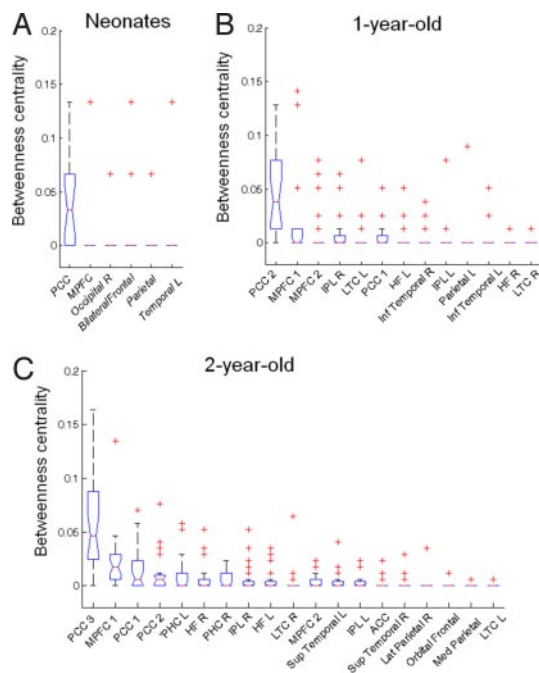 A
Neonates
Betweenness centrality
0.2
0.15
0.1
0.05
0
PCC
MPFC
Occipital R
BilateralFrontal
Parietal
Temporal L
B
1-year-old
Betweenness centrality
0.2
0.15
0.1
0.05
0
PCC 2
MPFC 1
MPFC 2
IPL R
LTC L
PCC 1
HF L
Inf Temporal R
IPL L
Parietal L
Inf Temporal L
HF R
LTC R
C
2-year-old
Betweenness centrality
0.2
0.15
0.1
0.05
0
PCC 3
MPFC 1
PCC 1
PCC 2
'PHC L
HF R
PHC R
IPL R
HF L
LTC R
MPFC 2
Sup Temporal L
IPL L
ACC
Sup Temporal R
Lat Parietal R
Orbital Frontal
Med Parietal
LTC L